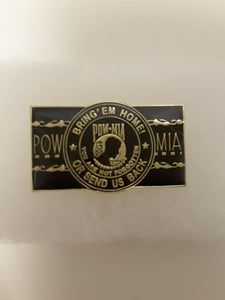 BRING 'EM HOME!
POW
POW-MIA
MIA
YOU ARE NOT FORGOTTEN
OR SEND US BACK